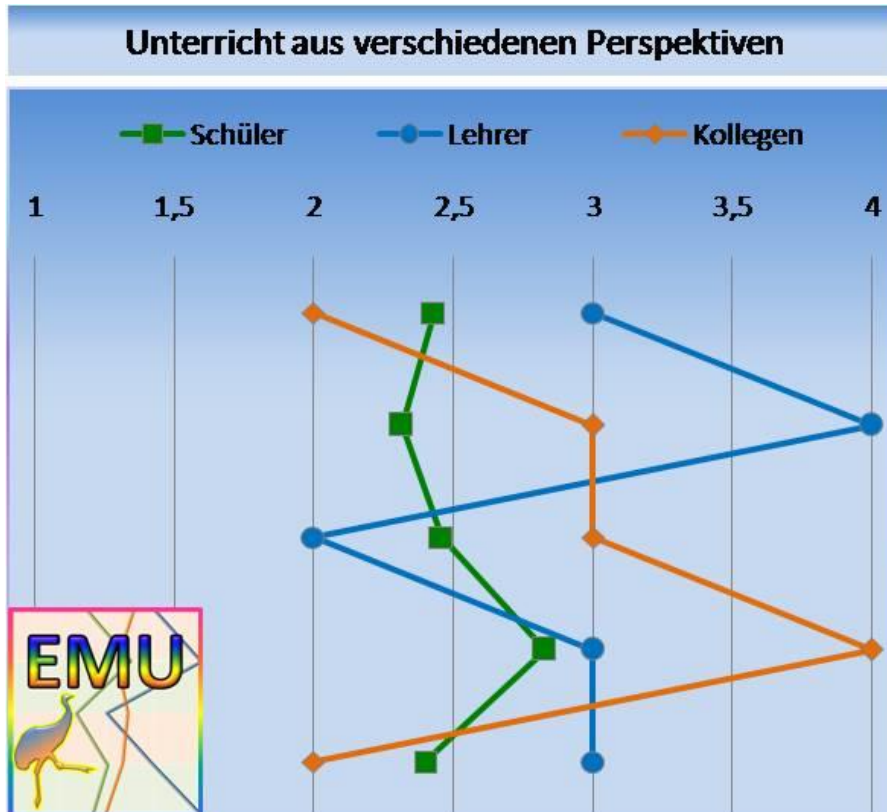 Unterricht aus verschiedenen Perspektiven
Schüler Lehrer Kollegen
1 1,5 2 2,5 3 3,5 4
EMU